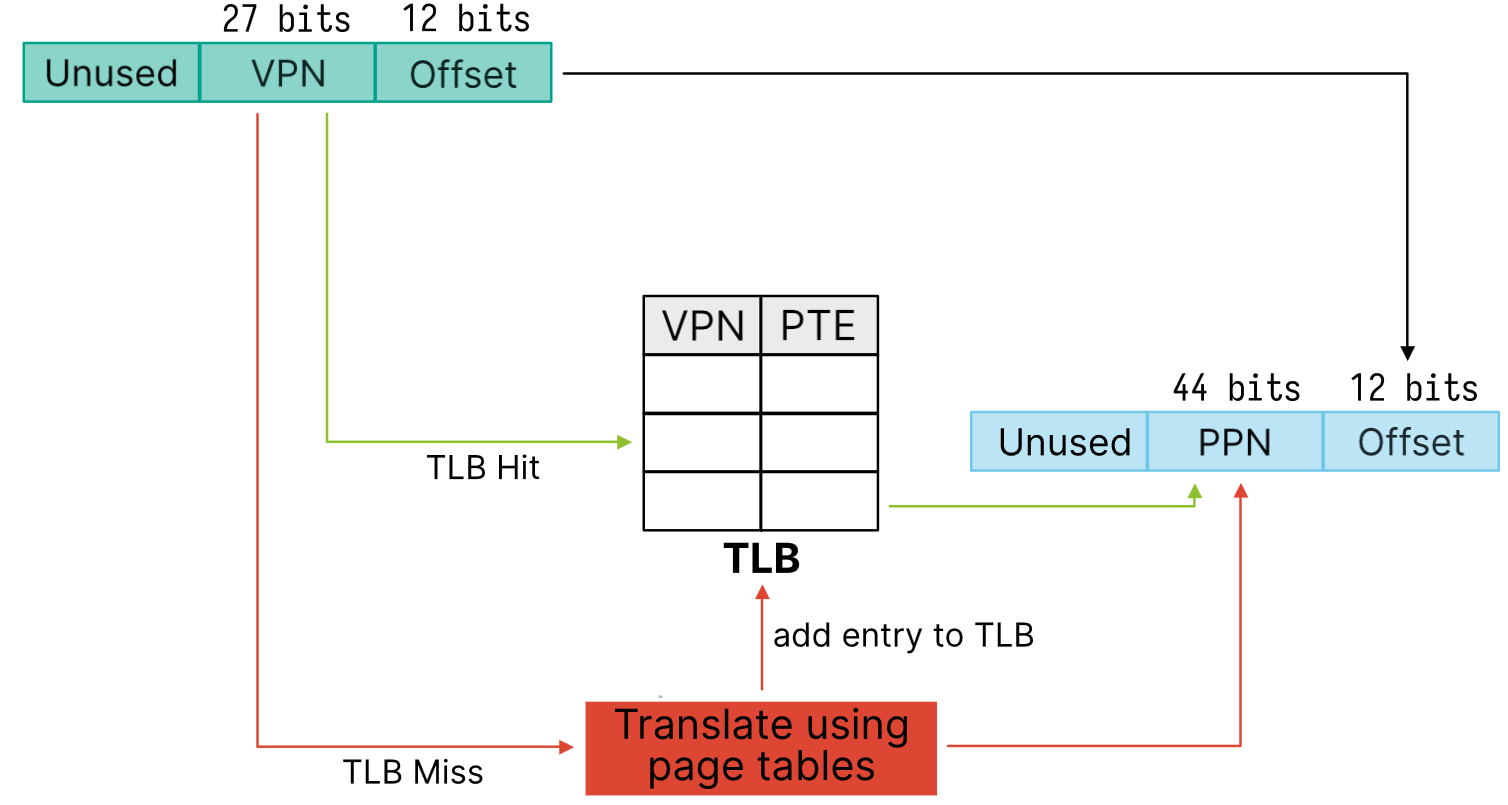 27 bits 12 bits
Unused VPN Offset
VPN PTE
44 bits 12 bits
Unused PPN Offset
TLB Hit
TLB
add entry to TLB
Translate using
page tables
TLB Miss